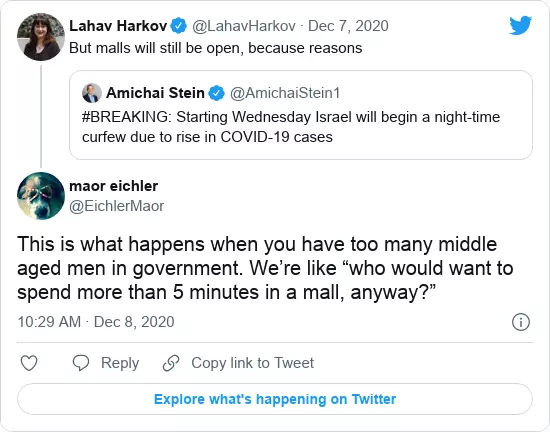 Lahav Harkov @LahavHarkov · Dec 7, 2020
But malls will still be open, because reasons
Amichai Stein @AmichaiStein1
#BREAKING: Starting Wednesday Israel will begin a night-time
curfew due to rise in COVID-19 cases
maor eichler
@EichlerMaor
This is what happens when you have too many middle
aged men in government. We’re like “who would want to
spend more than 5 minutes in a mall, anyway?”
10:29 AM · Dec 8, 2020
Reply Copy link to Tweet
Explore what's happening on Twitter